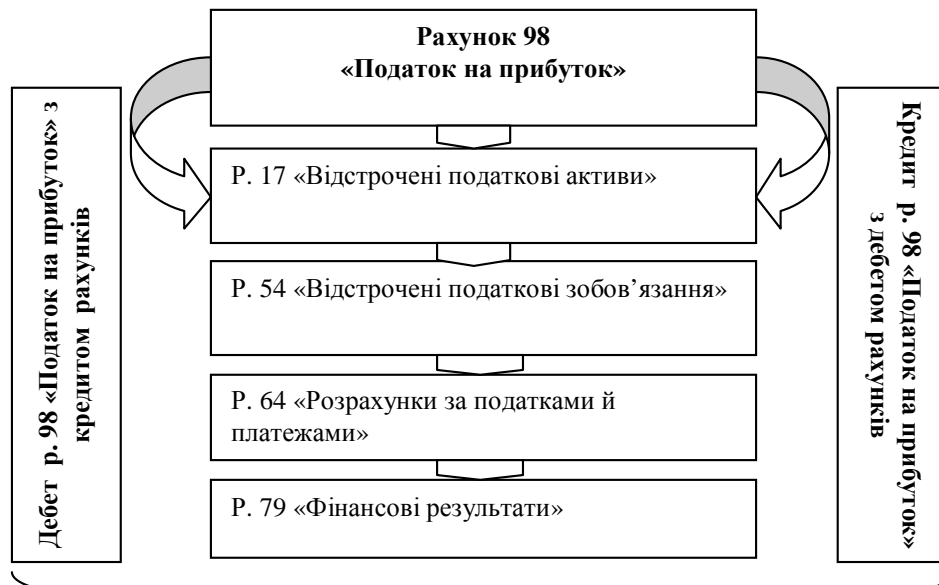 Рахунок 98
«Податок на прибуток»
Р. 17 «Відстрочені податкові активи»
Р. 54 «Відстрочені податкові зобов’язання»
Р. 64 «Розрахунки за податками й
платежами»
Р. 79 «Фінансові результати»
Дебет р. 98 «Податок на прибуток» з
кредитом рахунків
Кредит р. 98 «Податок на прибуток»
з дебетом рахунків